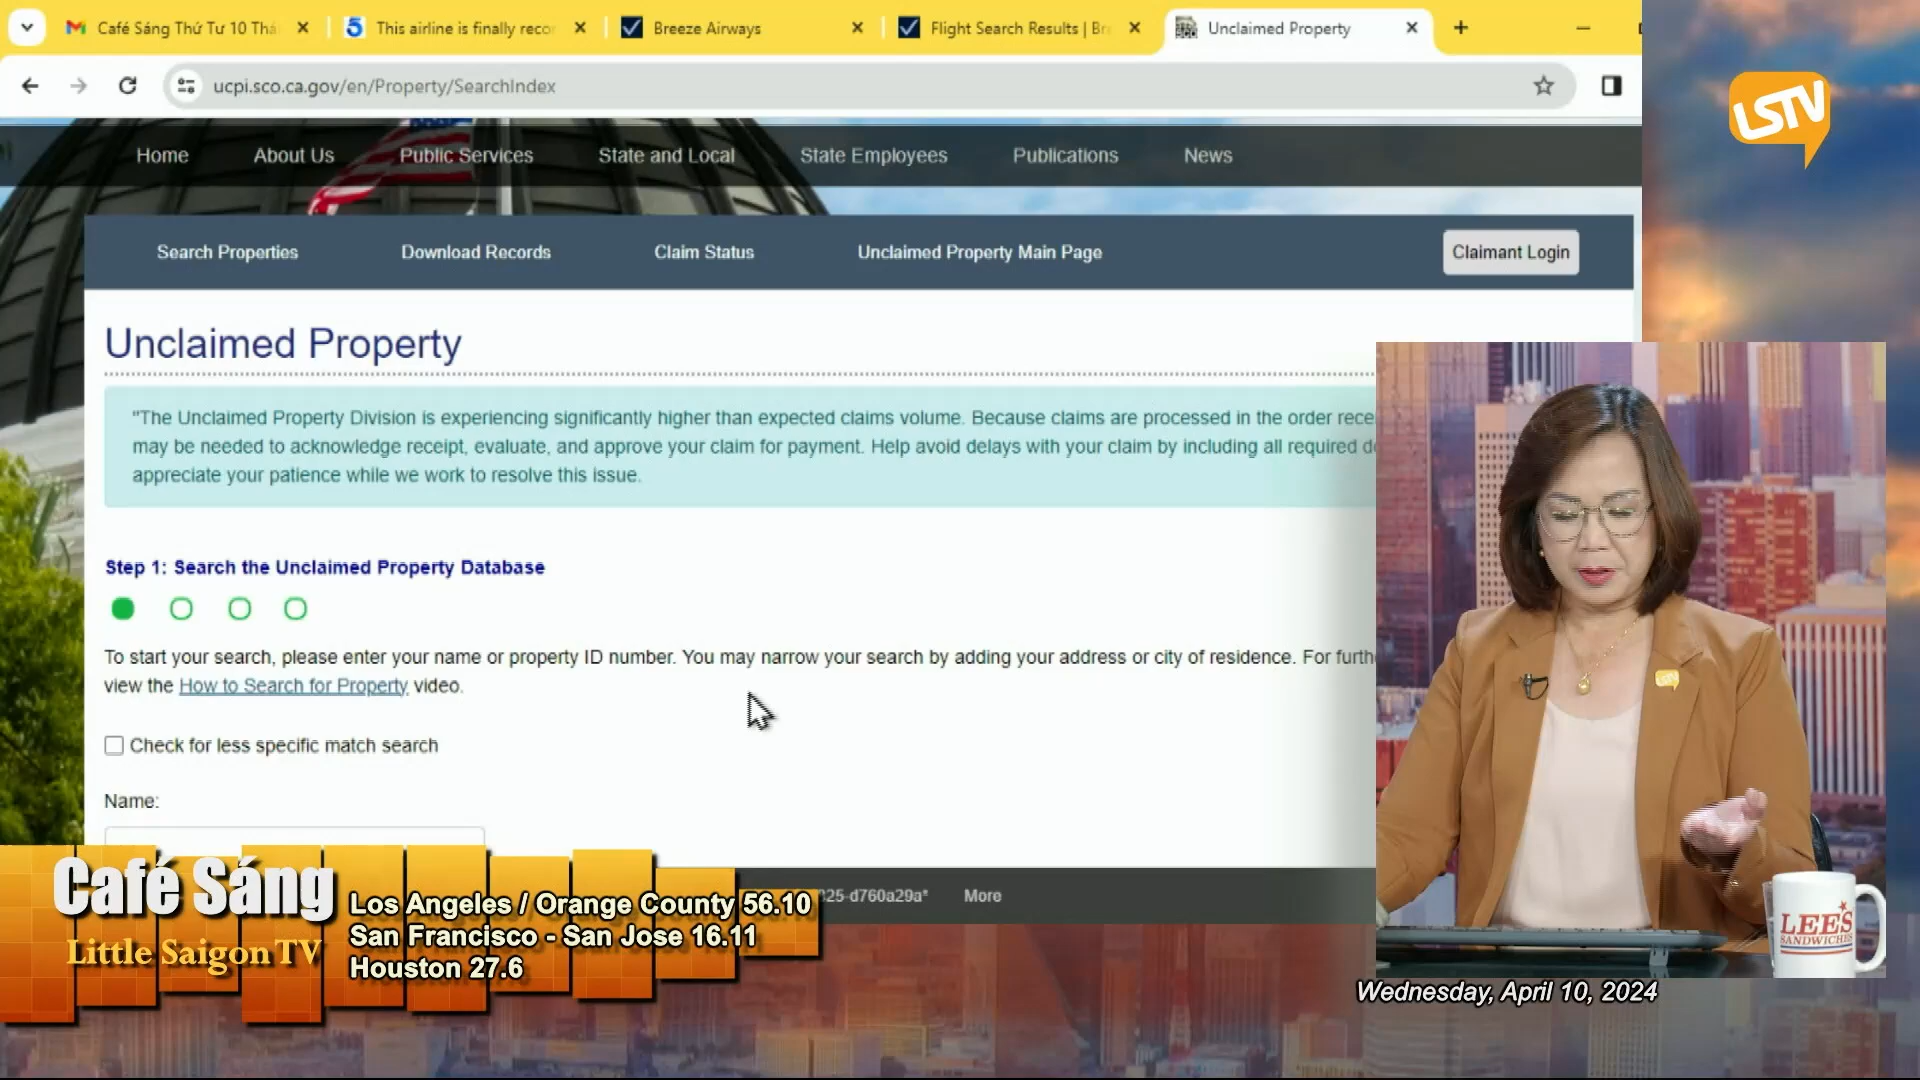 Café Sáng Thứ Tư 10 Thá
This airline is finally reco
Breeze Airways
Flight Search Results | Br
Unclaimed Property
ucpi.sco.ca.gov/en/Property/SearchIndex
LSTV
Home
About Us
Public Services
State and Local
State Employees
Publications
News
Search Properties
Download Records
Claim Status
Unclaimed Property Main Page
Claimant Login
Unclaimed Property
"The Unclaimed Property Division is experiencing significantly higher than expected claims volume. Because claims are processed in the order rece
may be needed to acknowledge receipt, evaluate, and approve your claim for payment. Help avoid delays with your claim by including all required d
appreciate your patience while we work to resolve this issue.
Step 1: Search the Unclaimed Property Database
To start your search, please enter your name or property ID number. You may narrow your search by adding your address or city of residence. For furth
view the How to Search for Property video.
Check for less specific match search
Name:
25-d760a29a*
More
Café Sáng
Little Saigon TV
Los Angeles / Orange County 56.10
San Francisco - San Jose 16.11
Houston 27.6
LEE'S
SANDWICHES
Wednesday, April 10, 2024